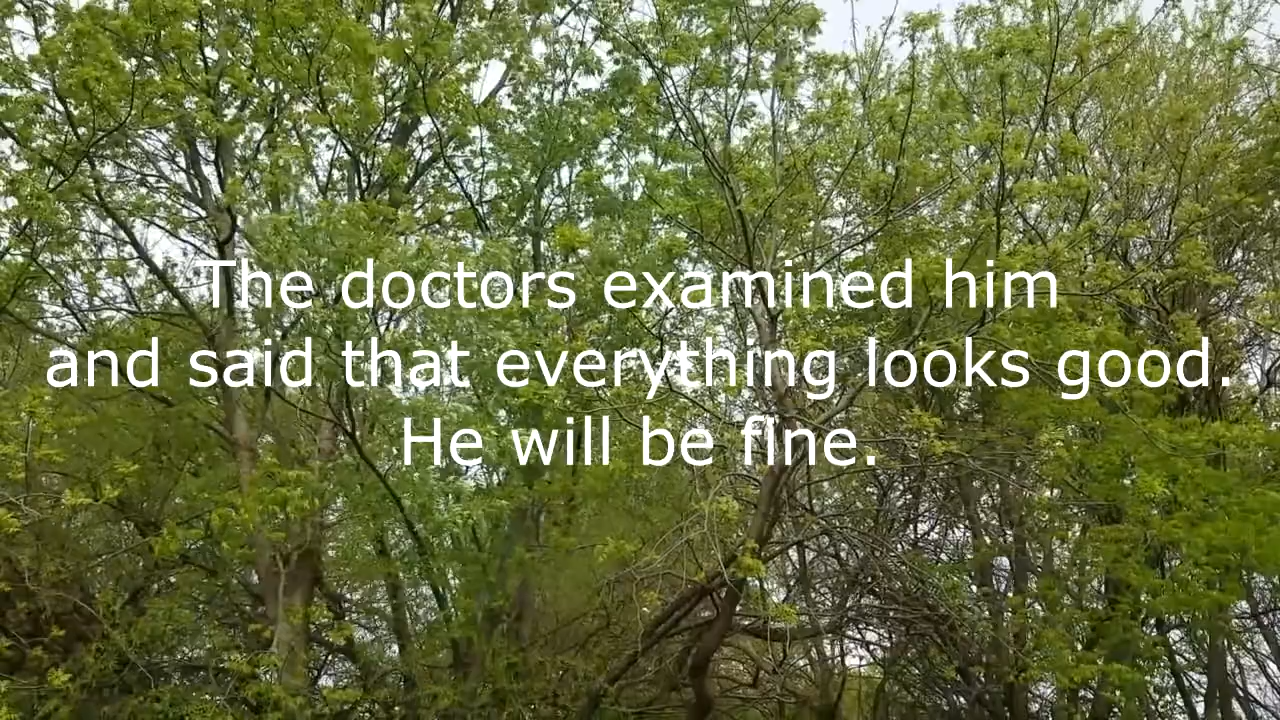 The doctors examined him
and said that everything looks good.
He will be fine.